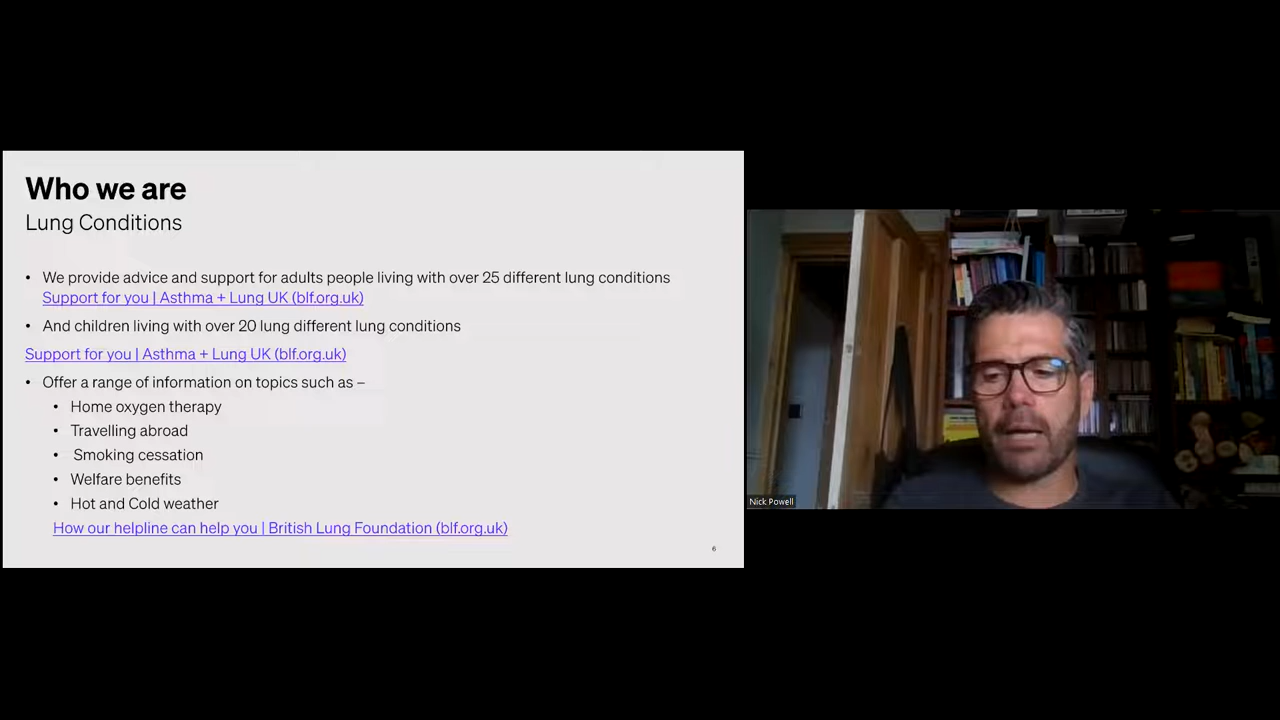 Who we are
Lung Conditions
• We provide advice and support for adults people living with over 25 different lung conditions
Support for you | Asthma + Lung UK (blf.org.uk)
• And children living with over 20 lung different lung conditions
Support for you | Asthma + Lung UK (blf.org.uk)
• Offer a range of information on topics such as –
• Home oxygen therapy
• Travelling abroad
• Smoking cessation
• Welfare benefits
• Hot and Cold weather
How our helpline can help you | British Lung Foundation (blf.org.uk)
6
Nick Powell